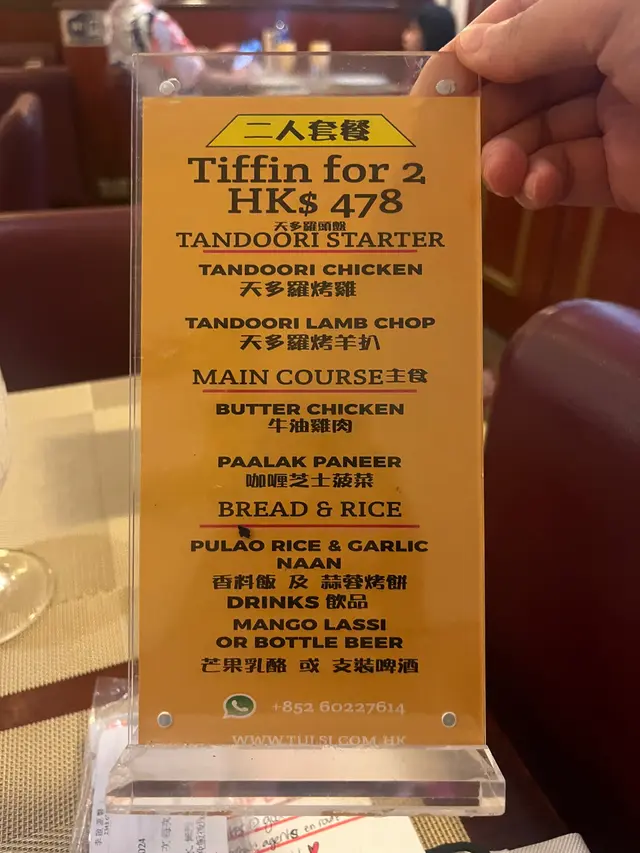 二人套餐
Tiffin for 2
HK$ 478
天多羅頭盤
TANDOORI STARTER
TANDOORI CHICKEN
天多羅烤雞
TANDOORI LAMB CHOP
天多羅烤羊扒
MAIN COURSE主食
BUTTER CHICKEN
牛油雞肉
PAALAK PANEER
咖喱芝士菠菜
BREAD & RICE
PULAO RICE & GARLIC
NAAN
香料飯 及 蒜蓉烤餅
DRINKS 飲品
MANGO LASSI
OR BOTTLE BEER
芒果乳酪 或 支裝啤酒
+852 60227614
WWW.TULSI.COM.HK